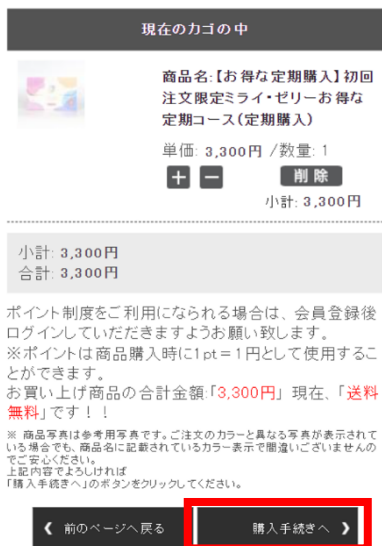 現在のカゴの中
商品名:【お得な定期購入】初回
注文限定ミライ・ゼリーお得な
定期コース(定期購入)
単価: 3,300円 /数量: 1
+ − 削除
小計: 3,300円
小計: 3,300円
合計: 3,300円
ポイント制度をご利用になられる場合は、会員登録後
ログインしていただきますようお願い致します。
※ポイントは商品購入時に1pt=1円として使用するこ
とができます。
お買い上げ商品の合計金額:「3,300円」現在、「送料
無料」です!!
※ 商品写真は参考用写真です。ご注文のカラーと異なる写真が表示されて
いる場合でも、商品名に記載されているカラー表示で間違いございませんの
でご安心ください。
上記内容でよろしければ
「購入手続きへ」のボタンをクリックしてください。
❮ 前のページへ戻る 購入手続きへ ❯